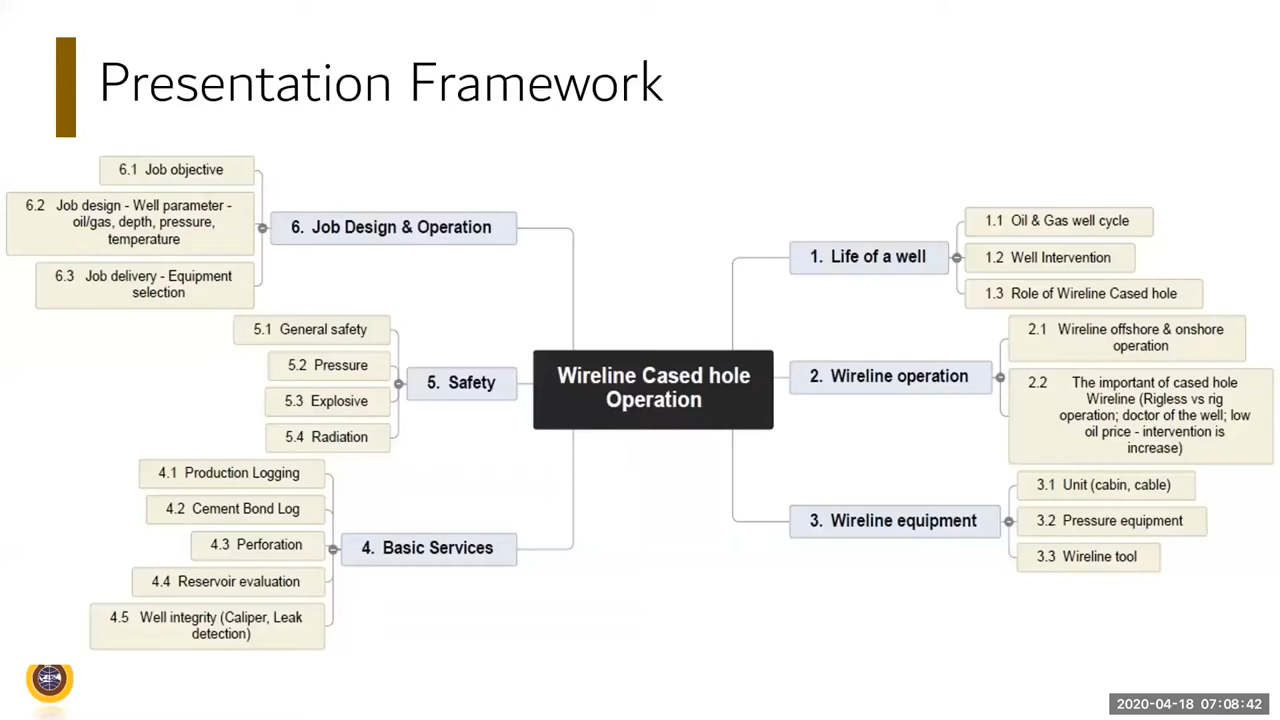 Presentation Framework
Wireline Cased hole
Operation
1. Life of a well
1.1 Oil & Gas well cycle
1.2 Well Intervention
1.3 Role of Wireline Cased hole
2. Wireline operation
2.1 Wireline offshore & onshore
operation
2.2 The important of cased hole
Wireline (Rigless vs rig
operation; doctor of the well; low
oil price - intervention is
increase)
3. Wireline equipment
3.1 Unit (cabin, cable)
3.2 Pressure equipment
3.3 Wireline tool
4. Basic Services
4.1 Production Logging
4.2 Cement Bond Log
4.3 Perforation
4.4 Reservoir evaluation
4.5 Well integrity (Caliper, Leak
detection)
5. Safety
5.1 General safety
5.2 Pressure
5.3 Explosive
5.4 Radiation
6. Job Design & Operation
6.1 Job objective
6.2 Job design - Well parameter -
oil/gas, depth, pressure,
temperature
6.3 Job delivery - Equipment
selection
2020-04-18 07:08:42